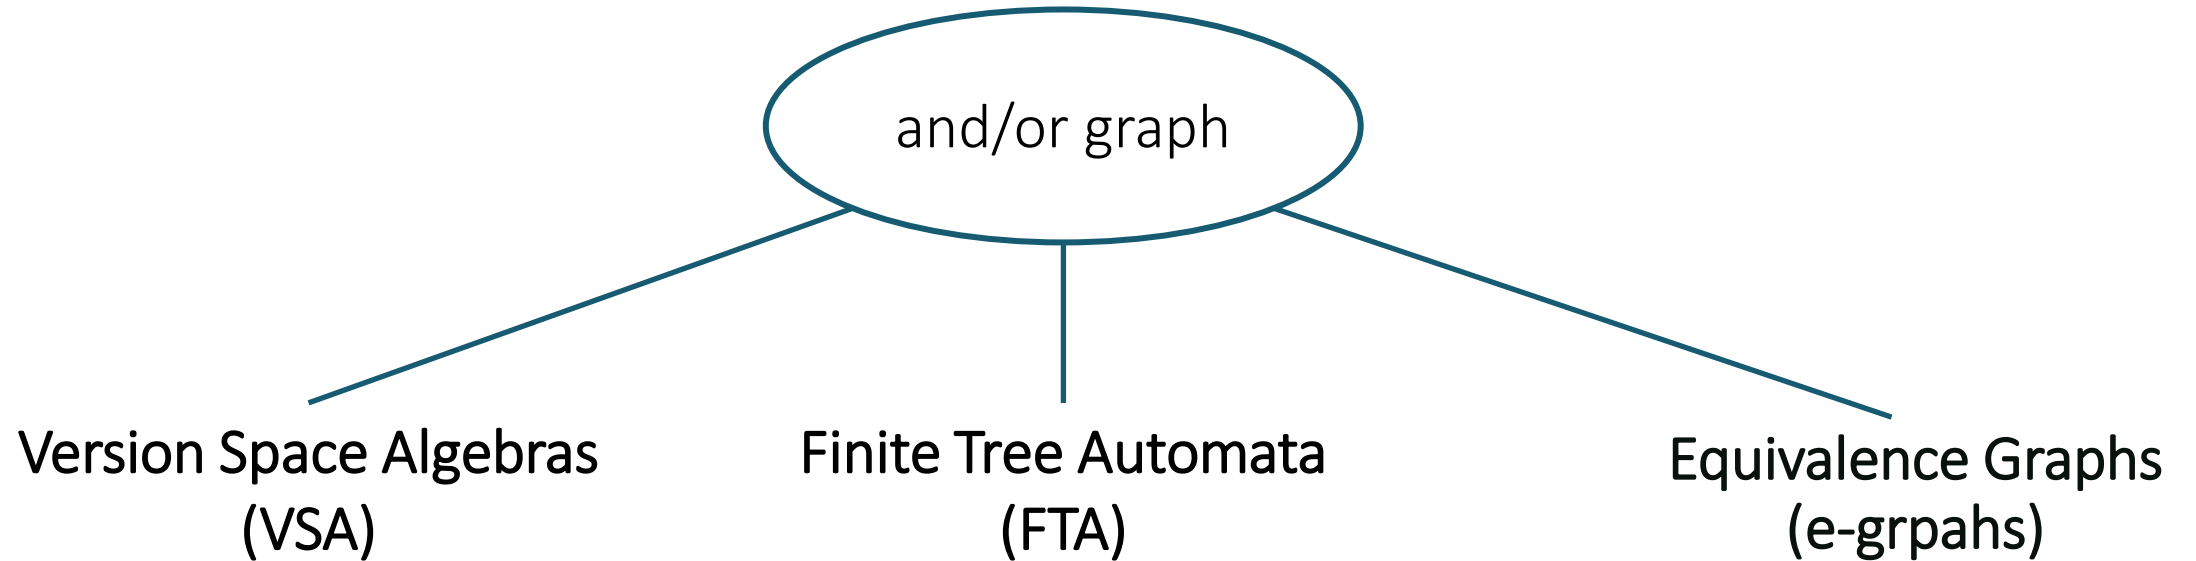 and/or graph
Version Space Algebras
(VSA)
Finite Tree Automata
(FTA)
Equivalence Graphs
(e-grpahs)